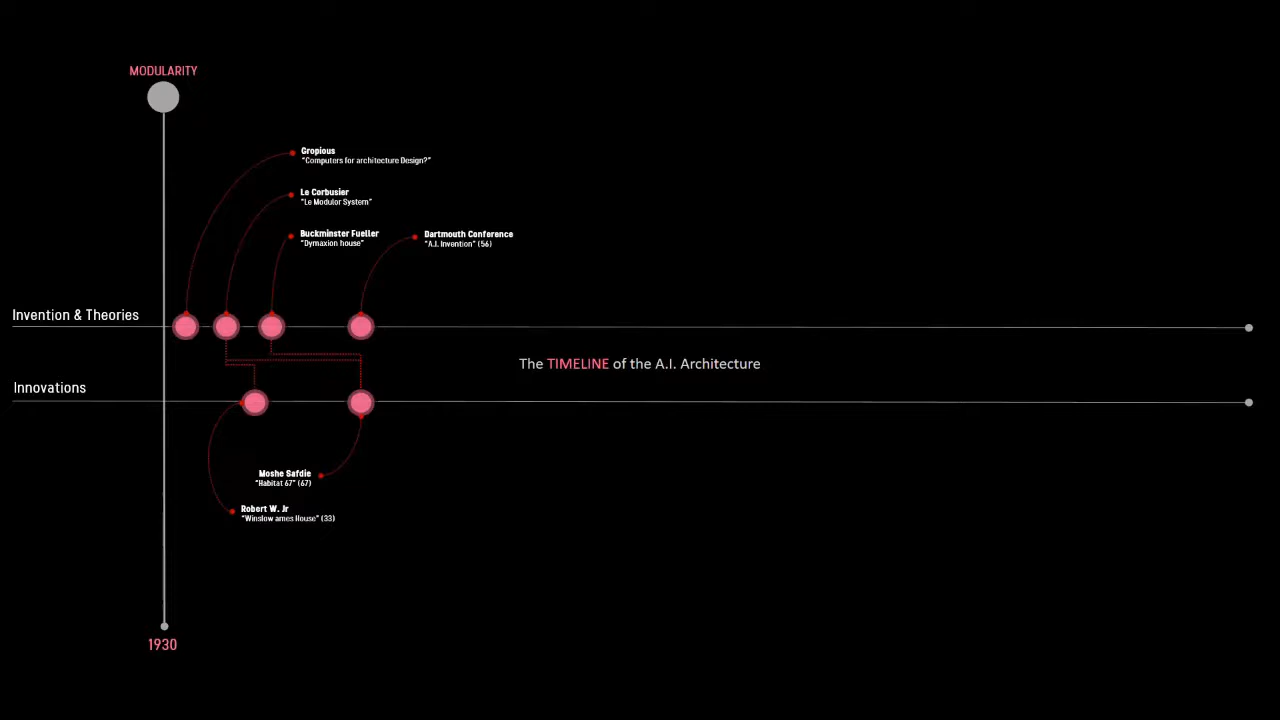 MODULARITY
Gropious
"Computers for architecture Design?"
Le Corbusier
"Le Modulor System"
Buckminster Fueller
"Dymaxion house"
Dartmouth Conference
"A.I. Invention" (56)
Invention & Theories
The TIMELINE of the A.I. Architecture
Innovations
Moshe Safdie
"Habitat 67" (67)
Robert W. Jr
"Winslow ames House" (33)
1930